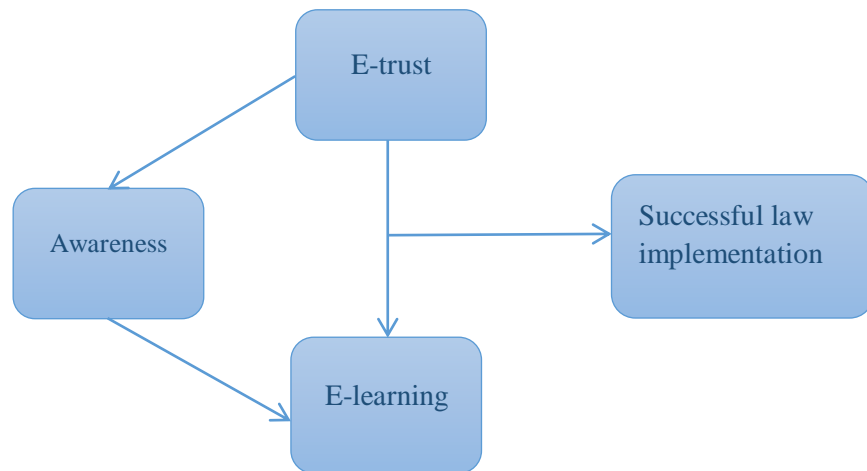 E-trust
Awareness
Successful law
implementation
E-learning